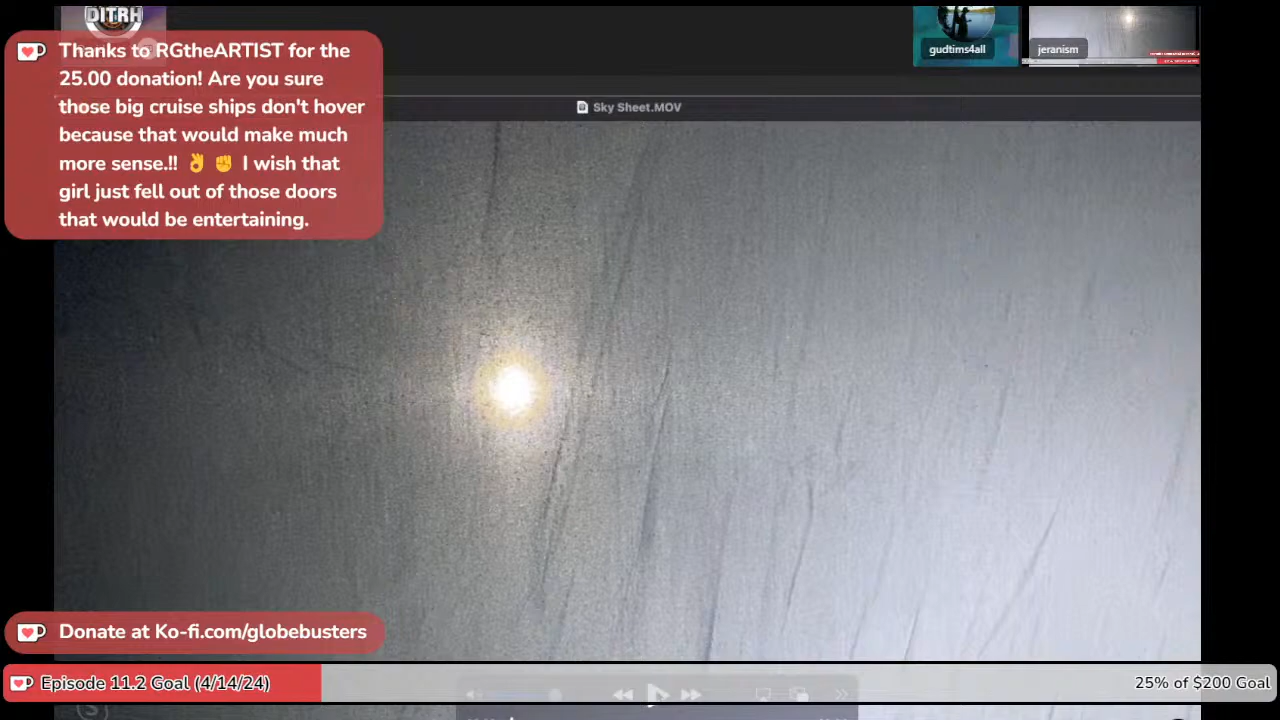 DITRH
gudtims4all
jeranism
Thanks to RGtheARTIST for the
25.00 donation! Are you sure
those big cruise ships don't hover
because that would make much
more sense.!! 👌 ✊ I wish that
girl just fell out of those doors
that would be entertaining.
Sky Sheet.MOV
Donate at Ko-fi.com/globebusters
Episode 11.2 Goal (4/14/24)
25% of $200 Goal